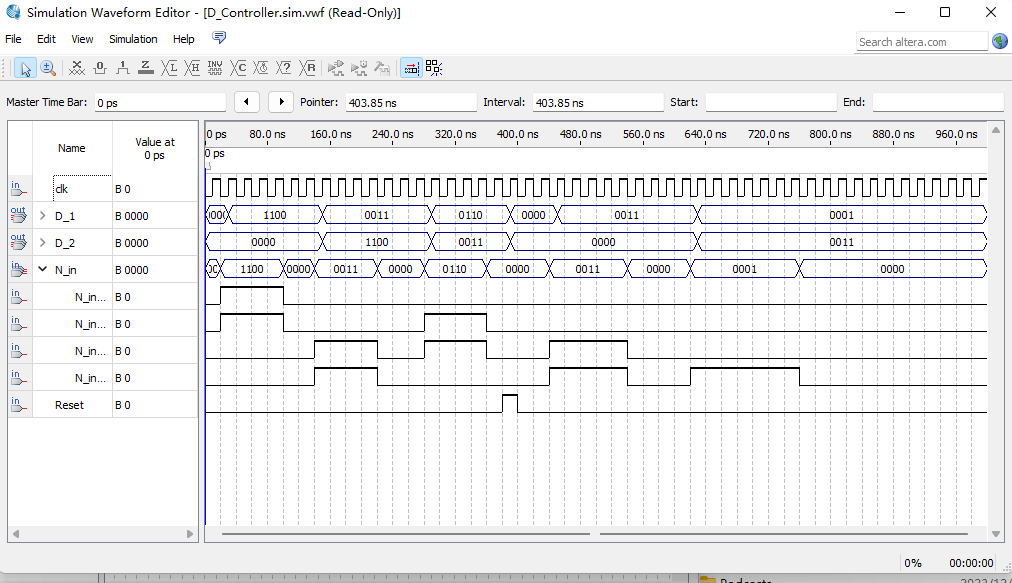 Simulation Waveform Editor - [D_Controller.sim.vwf (Read-Only)]
File Edit View Simulation Help
Search altera.com
Master Time Bar: 0 ps Pointer: 403.85 ns Interval: 403.85 ns Start: End:
Name Value at 0 ps
0 ps 80.0 ns 160.0 ns 240.0 ns 320.0 ns 400.0 ns 480.0 ns 560.0 ns 640.0 ns 720.0 ns 800.0 ns 880.0 ns 960.0 ns
0 ps
clk B 0
D_1 B 0000 1100 0011 0110 0000 0011 0001
D_2 B 0000 0000 1100 0011 0000 0011
N_in B 0000 1100 0000 0011 0000 0110 0000 0011 0000 0001 0000
N_in... B 0
N_in... B 0
N_in... B 0
N_in... B 0
Reset B 0
0% 00:00:00